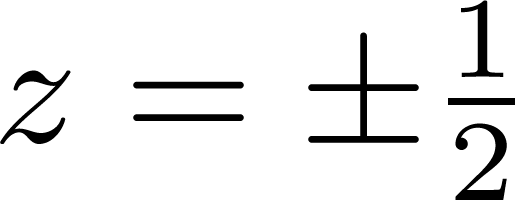 z = ± 1/2